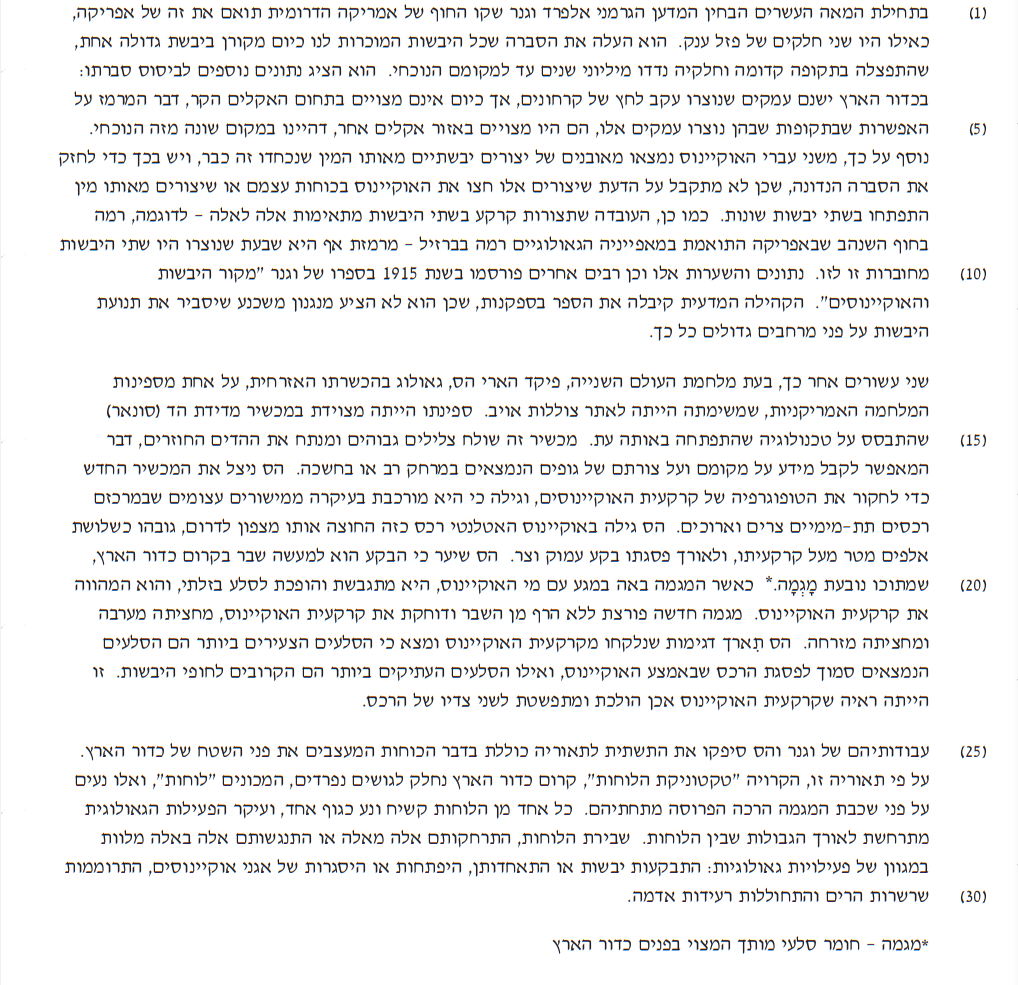 (1) בתחילת המאה העשרים הבחין המדען הגרמני אלפרד וגנר שקו החוף של אמריקה הדרומית תואם את זה של אפריקה,
כאילו היו שני חלקים של פזל ענק. הוא העלה את הסברה שכל היבשות המוכרות לנו כיום מקורן ביבשת גדולה אחת,
שהתפצלה בתקופה קדומה וחלקיה נדדו מיליוני שנים עד למקומם הנוכחי. הוא הציג נתונים נוספים לביסוס סברתו:
בכדור הארץ ישנם עמקים שנוצרו עקב לחץ של קרחונים, אך כיום אינם מצויים בתחום האקלים הקר, דבר המרמז על
(5) האפשרות שבתקופות שבהן נוצרו עמקים אלו, הם היו מצויים באזור אקלים אחר, דהיינו במקום שונה מזה הנוכחי.
נוסף על כך, משני עברי האוקיינוס נמצאו מאובנים של יצורים יבשתיים מאותו המין שנכחדו זה כבר, ויש בכך כדי לחזק
את הסברה הנדונה, שכן לא מתקבל על הדעת שיצורים אלו חצו את האוקיינוס בכוחות עצמם או שיצורים מאותו מין
התפתחו בשתי יבשות שונות. כמו כן, העובדה שתצורות קרקע בשתי היבשות מתאימות אלה לאלה – לדוגמה, רמה
בחוף השנהב שבאפריקה התואמת במאפייניה הגאולוגיים רמה בברזיל – מרמזת אף היא שבעת שנוצרו היו שתי היבשות
(10) מחוברות זו לזו. נתונים והשערות אלו וכן רבים אחרים פורסמו בשנת 1915 בספרו של וגנר "מקור היבשות
והאוקיינוסים". הקהילה המדעית קיבלה את הספר בספקנות, שכן הוא לא הציע מנגנון משכנע שיסביר את תנועת
היבשות על פני מרחבים גדולים כל כך.
שני עשורים אחר כך, בעת מלחמת העולם השנייה, פיקד הארי הס, גאולוג בהכשרתו האזרחית, על אחת מספינות
המלחמה האמריקניות, שמשימתה הייתה לאתר צוללות אויב. ספינתו הייתה מצוידת במכשיר מדידת הד (סונאר)
(15) שהתבסס על טכנולוגיה שהתפתחה באותה עת. מכשיר זה שולח צלילים גבוהים ומנתח את ההדים החוזרים, דבר
המאפשר לקבל מידע על מקומם ועל צורתם של גופים הנמצאים במרחק רב או בחשכה. הס ניצל את המכשיר החדש
כדי לחקור את הטופוגרפיה של קרקעית האוקיינוסים, וגילה כי היא מורכבת בעיקרה ממישורים עצומים שבמרכזם
רכסים תת-מימיים צרים וארוכים. הס גילה באוקיינוס האטלנטי רכס כזה החוצה אותו מצפון לדרום, גובהו כשלושת
אלפים מטר מעל קרקעיתו, ולאורך פסגתו בקע עמוק וצר. הס שיער כי הבקע הוא למעשה שבר בקרום כדור הארץ,
(20) שמתוכו נובעת מָגְמָה.* כאשר המגמה באה במגע עם מי האוקיינוס, היא מתגבשת והופכת לסלע בזלתי, והוא המהווה
את קרקעית האוקיינוס. מגמה חדשה פורצת ללא הרף מן השבר ודוחקת את קרקעית האוקיינוס, מחציתה מערבה
ומחציתה מזרחה. הס תִארך דגימות שנלקחו מקרקעית האוקיינוס ומצא כי הסלעים הצעירים ביותר הם הסלעים
הנמצאים סמוך לפסגת הרכס שבאמצע האוקיינוס, ואילו הסלעים העתיקים ביותר הם הקרובים לחופי היבשות. זו
הייתה ראיה שקרקעית האוקיינוס אכן הולכת ומתפשטת לשני צדיו של הרכס.
(25) עבודותיהם של וגנר והס סיפקו את התשתית לתאוריה כוללת בדבר הכוחות המעצבים את פני השטח של כדור הארץ.
על פי תאוריה זו, הקרויה "טקטוניקת הלוחות", קרום כדור הארץ נחלק לגושים נפרדים, המכונים "לוחות", ואלו נעים
על פני שכבת המגמה הרכה הפרוסה מתחתיהם. כל אחד מן הלוחות קשיח ונע כגוף אחד, ועיקר הפעילות הגאולוגית
מתרחשת לאורך הגבולות שבין הלוחות. שבירת הלוחות, התרחקותם אלה מאלה או התנגשותם אלה באלה מלוות
במגוון של פעילויות גאולוגיות: התבקעות יבשות או התאחדותן, היפתחות או היסגרות של אגני אוקיינוסים, התרוממות
(30) שרשרות הרים והתחוללות רעידות אדמה.
*מגמה – חומר סלעי מותך המצוי בפנים כדור הארץ